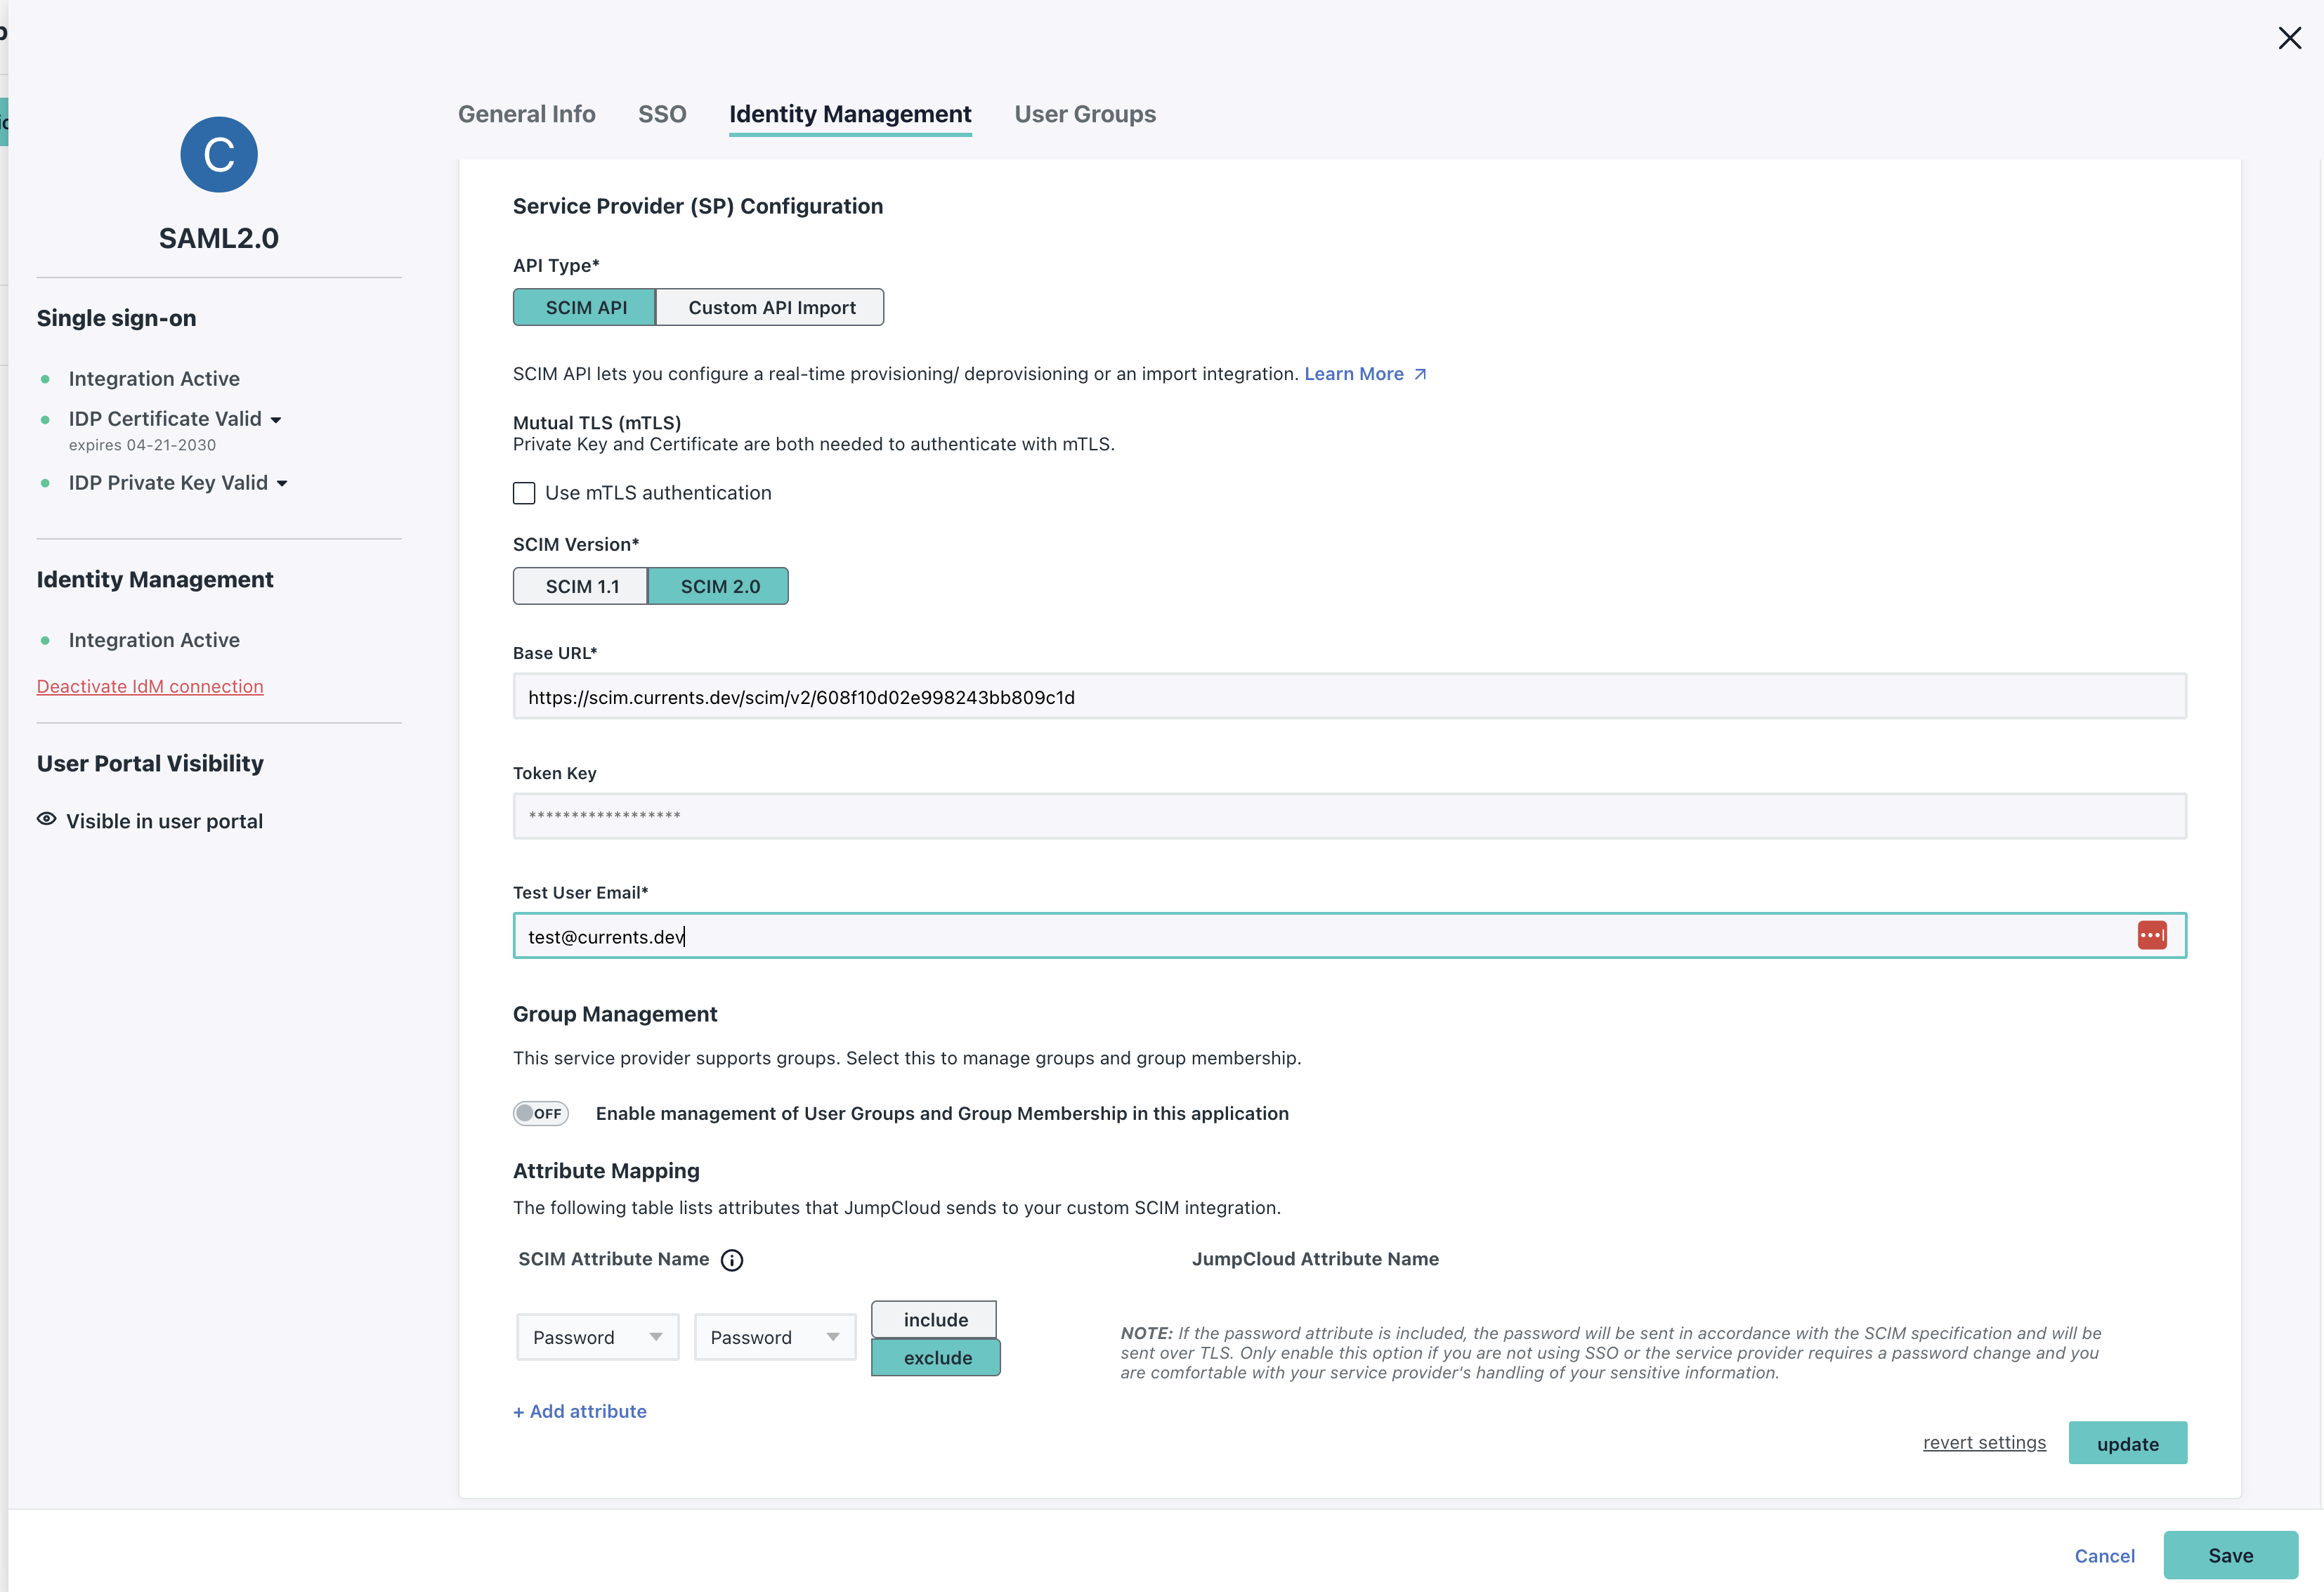 General Info
SSO
Identity Management
User Groups
C
SAML2.0
Single sign-on
Integration Active
IDP Certificate Valid
expires 04-21-2030
IDP Private Key Valid
Identity Management
Integration Active
Deactivate IdM connection
User Portal Visibility
Visible in user portal
Service Provider (SP) Configuration
API Type*
SCIM API
Custom API Import
SCIM API lets you configure a real-time provisioning/ deprovisioning or an import integration. Learn More
Mutual TLS (mTLS)
Private Key and Certificate are both needed to authenticate with mTLS.
Use mTLS authentication
SCIM Version*
SCIM 1.1
SCIM 2.0
Base URL*
https://scim.currents.dev/scim/v2/608f10d02e998243bb809c1d
Token Key
******************
Test User Email*
test@currents.dev
Group Management
This service provider supports groups. Select this to manage groups and group membership.
OFF
Enable management of User Groups and Group Membership in this application
Attribute Mapping
The following table lists attributes that JumpCloud sends to your custom SCIM integration.
SCIM Attribute Name
JumpCloud Attribute Name
Password
Password
include
exclude
NOTE: If the password attribute is included, the password will be sent in accordance with the SCIM specification and will be
sent over TLS. Only enable this option if you are not using SSO or the service provider requires a password change and you
are comfortable with your service provider's handling of your sensitive information.
+ Add attribute
revert settings
update
Cancel
Save